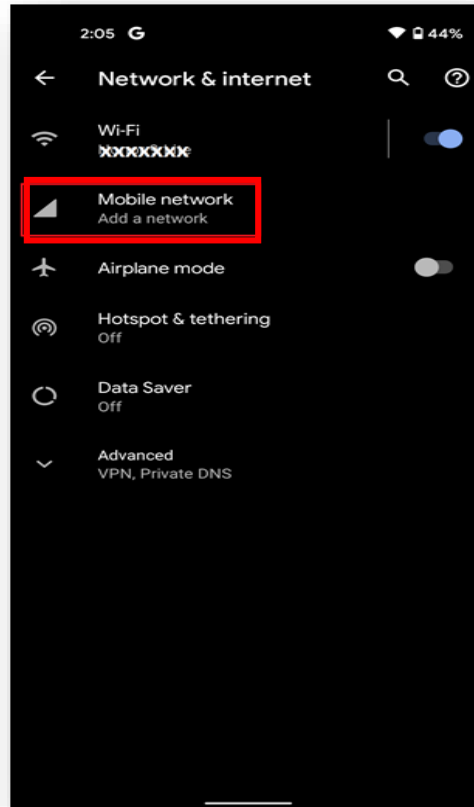 2:05 G 44%
Network & internet
Wi-Fi
xxxxxxx
Mobile network
Add a network
Airplane mode
Hotspot & tethering
Off
Data Saver
Off
Advanced
VPN, Private DNS